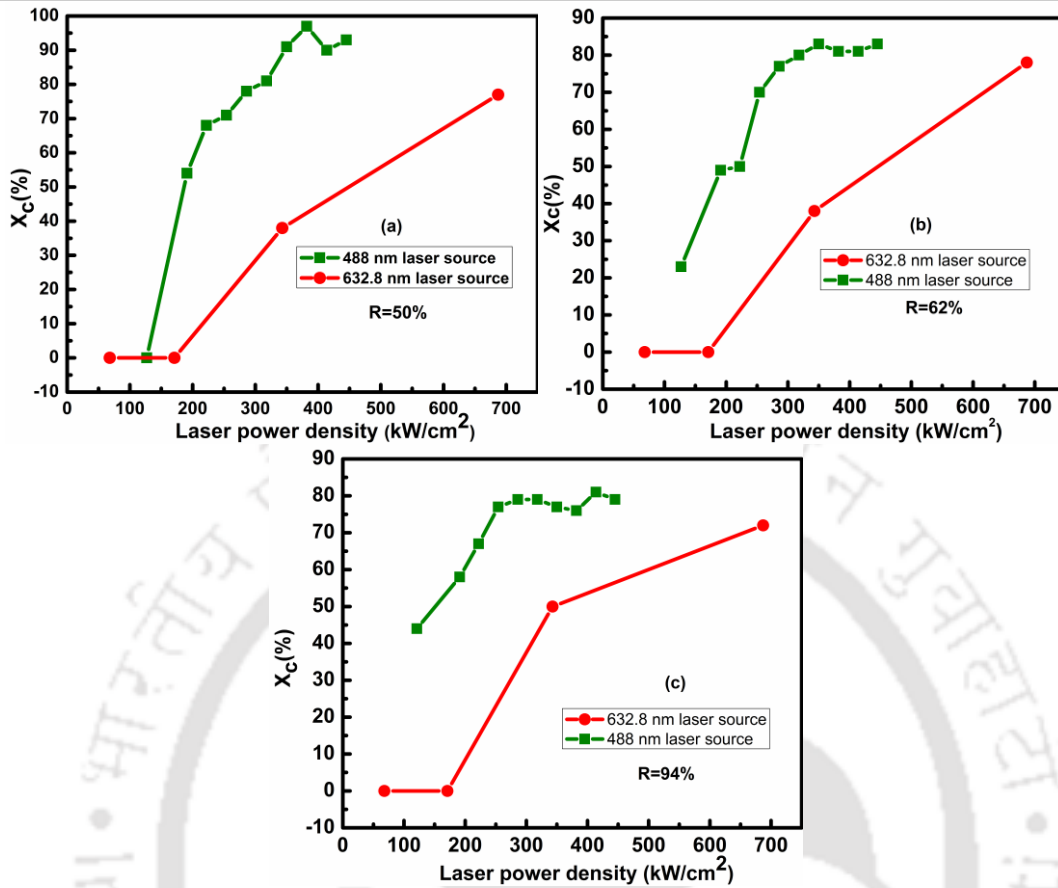 100
90
80
70
60
50
40
30
20
10
0
-10
Xc(%)
(a)
488 nm laser source
632.8 nm laser source
R=50%
0 100 200 300 400 500 600 700
Laser power density (kW/cm²)
90
80
70
60
50
40
30
20
10
0
-10
Xc(%)
(b)
632.8 nm laser source
488 nm laser source
R=62%
0 100 200 300 400 500 600 700
Laser power density (kW/cm²)
90
80
70
60
50
40
30
20
10
0
-10
Xc(%)
(c)
632.8 nm laser source
488 nm laser source
R=94%
0 100 200 300 400 500 600 700
Laser power density (kW/cm²)